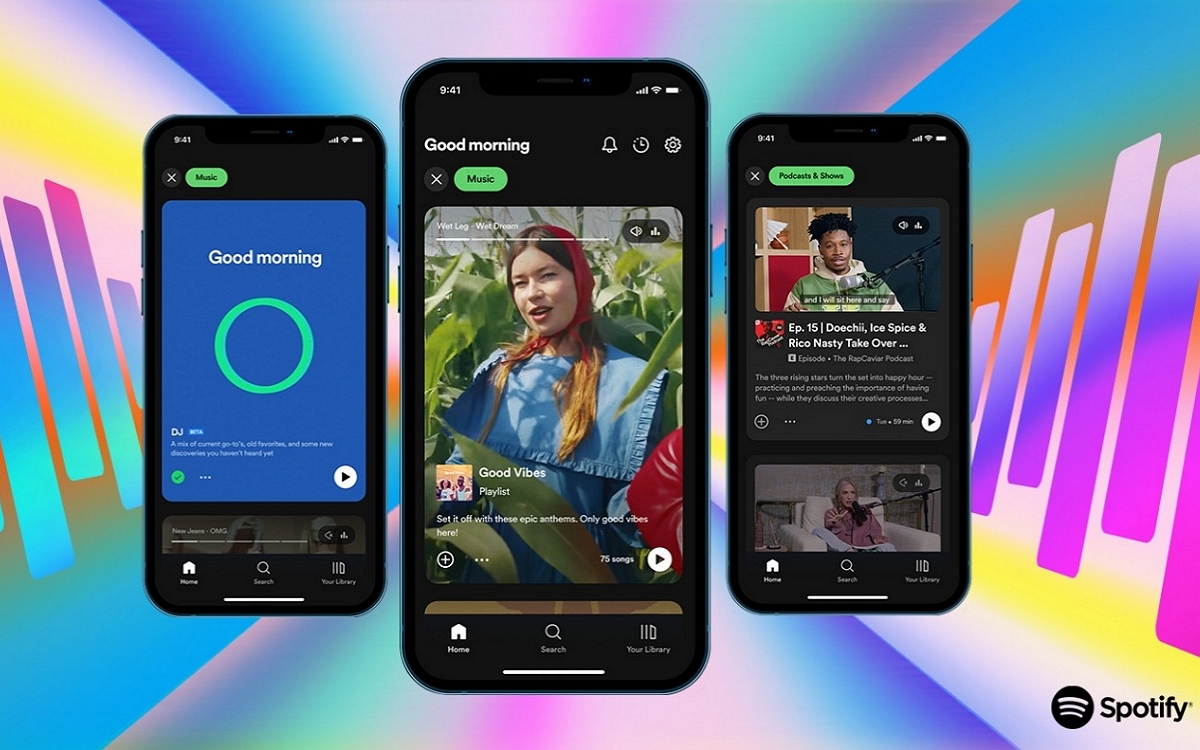 9:41
Music
Good morning
DJ BETA
A mix of current go-to's, old favorites, and some new
discoveries you haven't heard yet
New Jeans - OMG
Home
Search
Your Library
9:41
Good morning
Music
Wet Leg - Wet Dream
Good Vibes
Playlist
Set it off with these epic anthems. Only good vibes
here!
75 songs
Home
Search
Your Library
9:41
Podcasts & Shows
and I will sit here and say
Ep. 15 | Doechii, Ice Spice &
Rico Nasty Take Over ...
E Episode • The RapCaviar Podcast
The three rising stars turn the set into happy hour --
practicing and preaching the importance of having
fun -- while they discuss their creative processes...
Tue • 59 min
Home
Search
Your Library
Spotify®